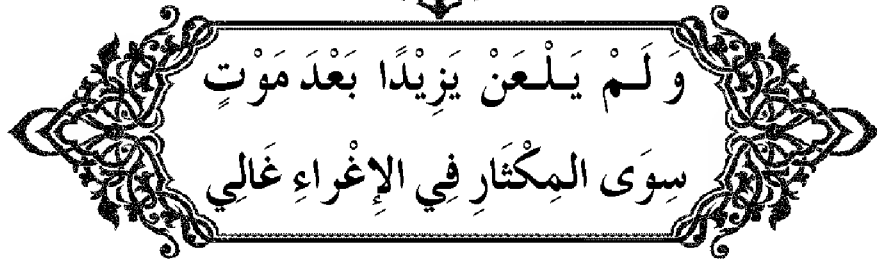 وَ لَمْ يَلْعَنْ يَزِيْدًا بَعْدَ مَوْتٍ
سِوَى المِكْثَارِ فِي الإِغْرَاءِ غَالِي